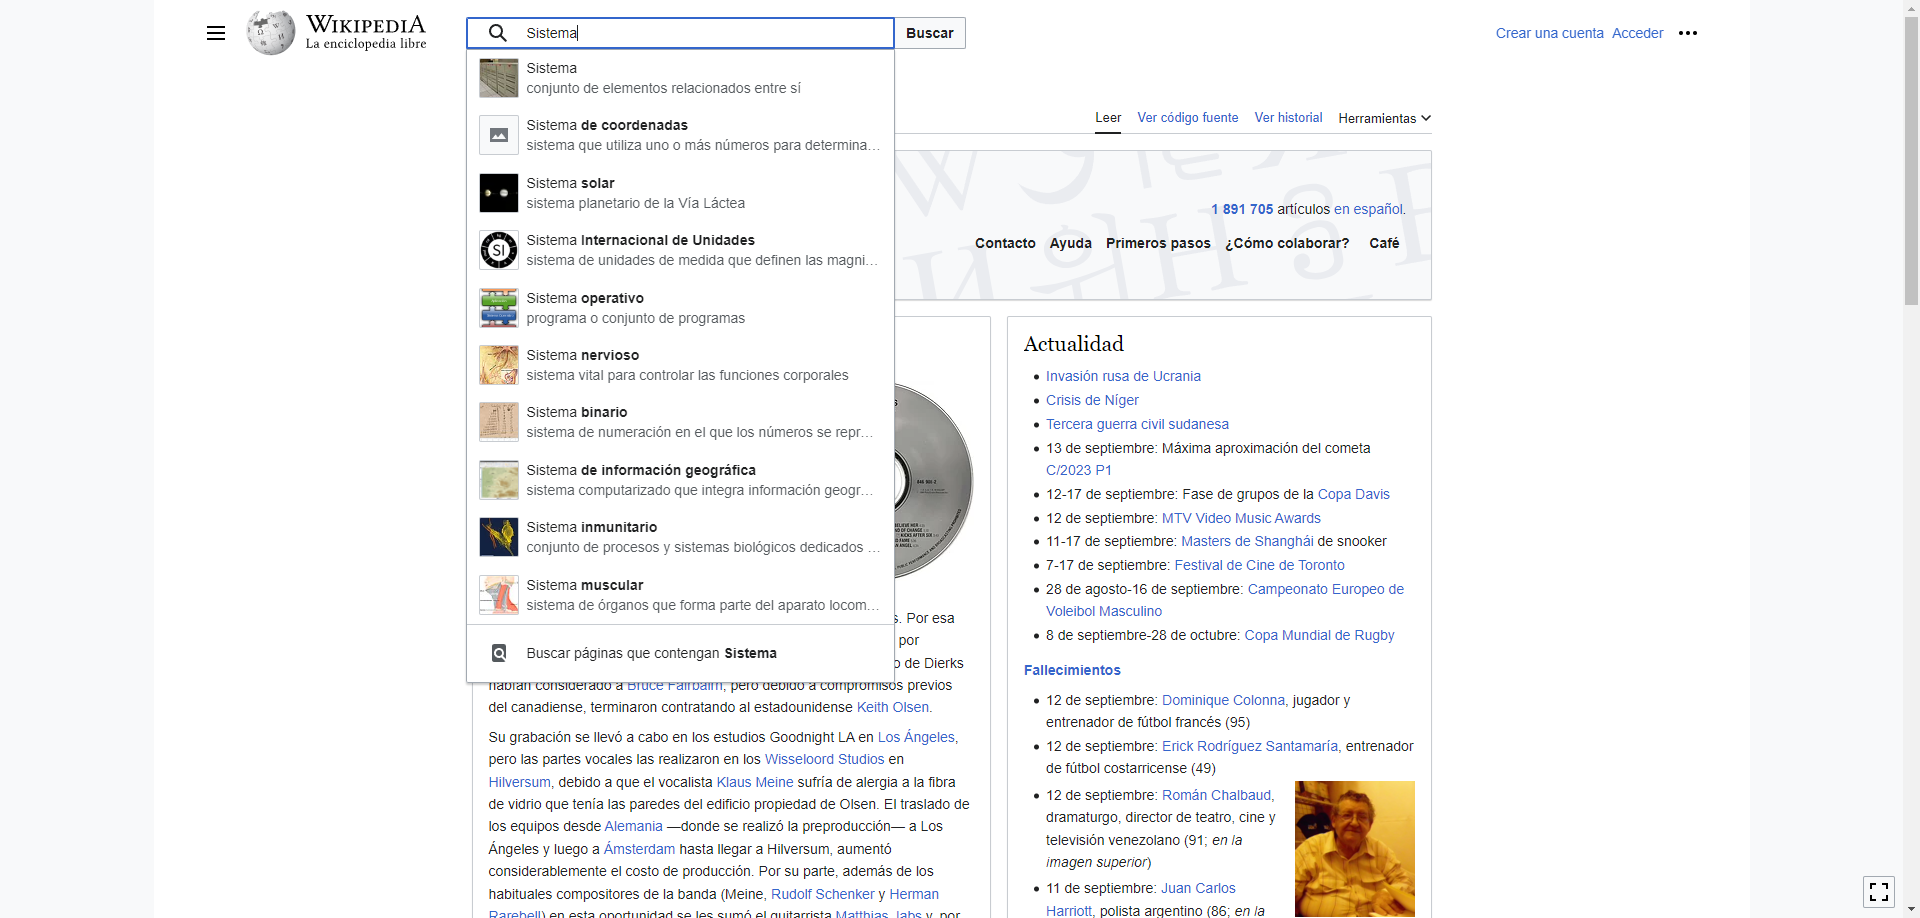 WIKIPEDIA
La enciclopedia libre
Sistema
Buscar
Crear una cuenta Acceder
Sistema
conjunto de elementos relacionados entre sí
Sistema de coordenadas
sistema que utiliza uno o más números para determina…
Sistema solar
sistema planetario de la Vía Láctea
Sistema Internacional de Unidades
sistema de unidades de medida que definen las magni…
Sistema operativo
programa o conjunto de programas
Sistema nervioso
sistema vital para controlar las funciones corporales
Sistema binario
sistema de numeración en el que los números se repr…
Sistema de información geográfica
sistema computarizado que integra información geogr…
Sistema inmunitario
conjunto de procesos y sistemas biológicos dedicados …
Sistema muscular
sistema de órganos que forma parte del aparato locom…
Buscar páginas que contengan Sistema
Leer Ver código fuente Ver historial Herramientas
1 891 705 artículos en español.
Contacto Ayuda Primeros pasos ¿Cómo colaborar? Café
s. Por esa
por
o de Dierks
habían considerado a Bruce Fairbairn, pero debido a compromisos previos
del canadiense, terminaron contratando al estadounidense Keith Olsen.
Su grabación se llevó a cabo en los estudios Goodnight LA en Los Ángeles,
pero las partes vocales las realizaron en los Wisseloord Studios en
Hilversum, debido a que el vocalista Klaus Meine sufría de alergia a la fibra
de vidrio que tenía las paredes del edificio propiedad de Olsen. El traslado de
los equipos desde Alemania —donde se realizó la preproducción— a Los
Ángeles y luego a Ámsterdam hasta llegar a Hilversum, aumentó
considerablemente el costo de producción. Por su parte, además de los
habituales compositores de la banda (Meine, Rudolf Schenker y Herman
Rarebell) en esta oportunidad se les sumó el guitarrista Matthias Jabs y, por
Actualidad
Invasión rusa de Ucrania
Crisis de Níger
Tercera guerra civil sudanesa
13 de septiembre: Máxima aproximación del cometa
C/2023 P1
12-17 de septiembre: Fase de grupos de la Copa Davis
12 de septiembre: MTV Video Music Awards
11-17 de septiembre: Masters de Shanghái de snooker
7-17 de septiembre: Festival de Cine de Toronto
28 de agosto-16 de septiembre: Campeonato Europeo de
Voleibol Masculino
8 de septiembre-28 de octubre: Copa Mundial de Rugby
Fallecimientos
12 de septiembre: Dominique Colonna, jugador y
entrenador de fútbol francés (95)
12 de septiembre: Erick Rodríguez Santamaría, entrenador
de fútbol costarricense (49)
12 de septiembre: Román Chalbaud,
dramaturgo, director de teatro, cine y
televisión venezolano (91; en la
imagen superior)
11 de septiembre: Juan Carlos
Harriott, polista argentino (86; en la